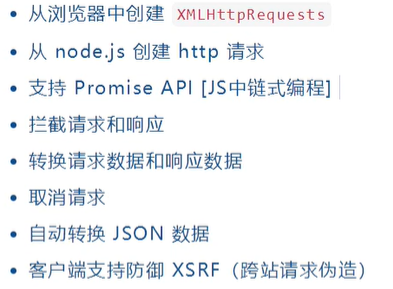 • 从浏览器中创建 XMLHttpRequests
• 从 node.js 创建 http 请求
• 支持 Promise API [JS中链式编程]
• 拦截请求和响应
• 转换请求数据和响应数据
• 取消请求
• 自动转换 JSON 数据
• 客户端支持防御 XSRF（跨站请求伪造）